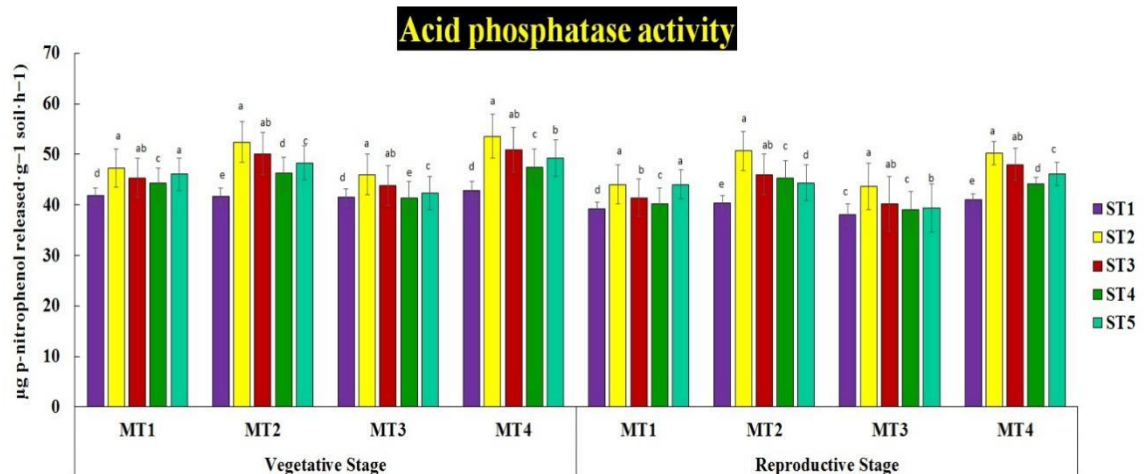 Acid phosphatase activity
µg p-nitrophenol released·g−1 soil·h−1)
70
60
50
40
30
20
10
0
d a ab c a
e a ab d c
d a ab e c
d a ab c b
d a b c a
e a ab c d
c a ab c b
e a ab d c
MT1 MT2 MT3 MT4 MT1 MT2 MT3 MT4
Vegetative Stage Reproductive Stage
ST1
ST2
ST3
ST4
ST5